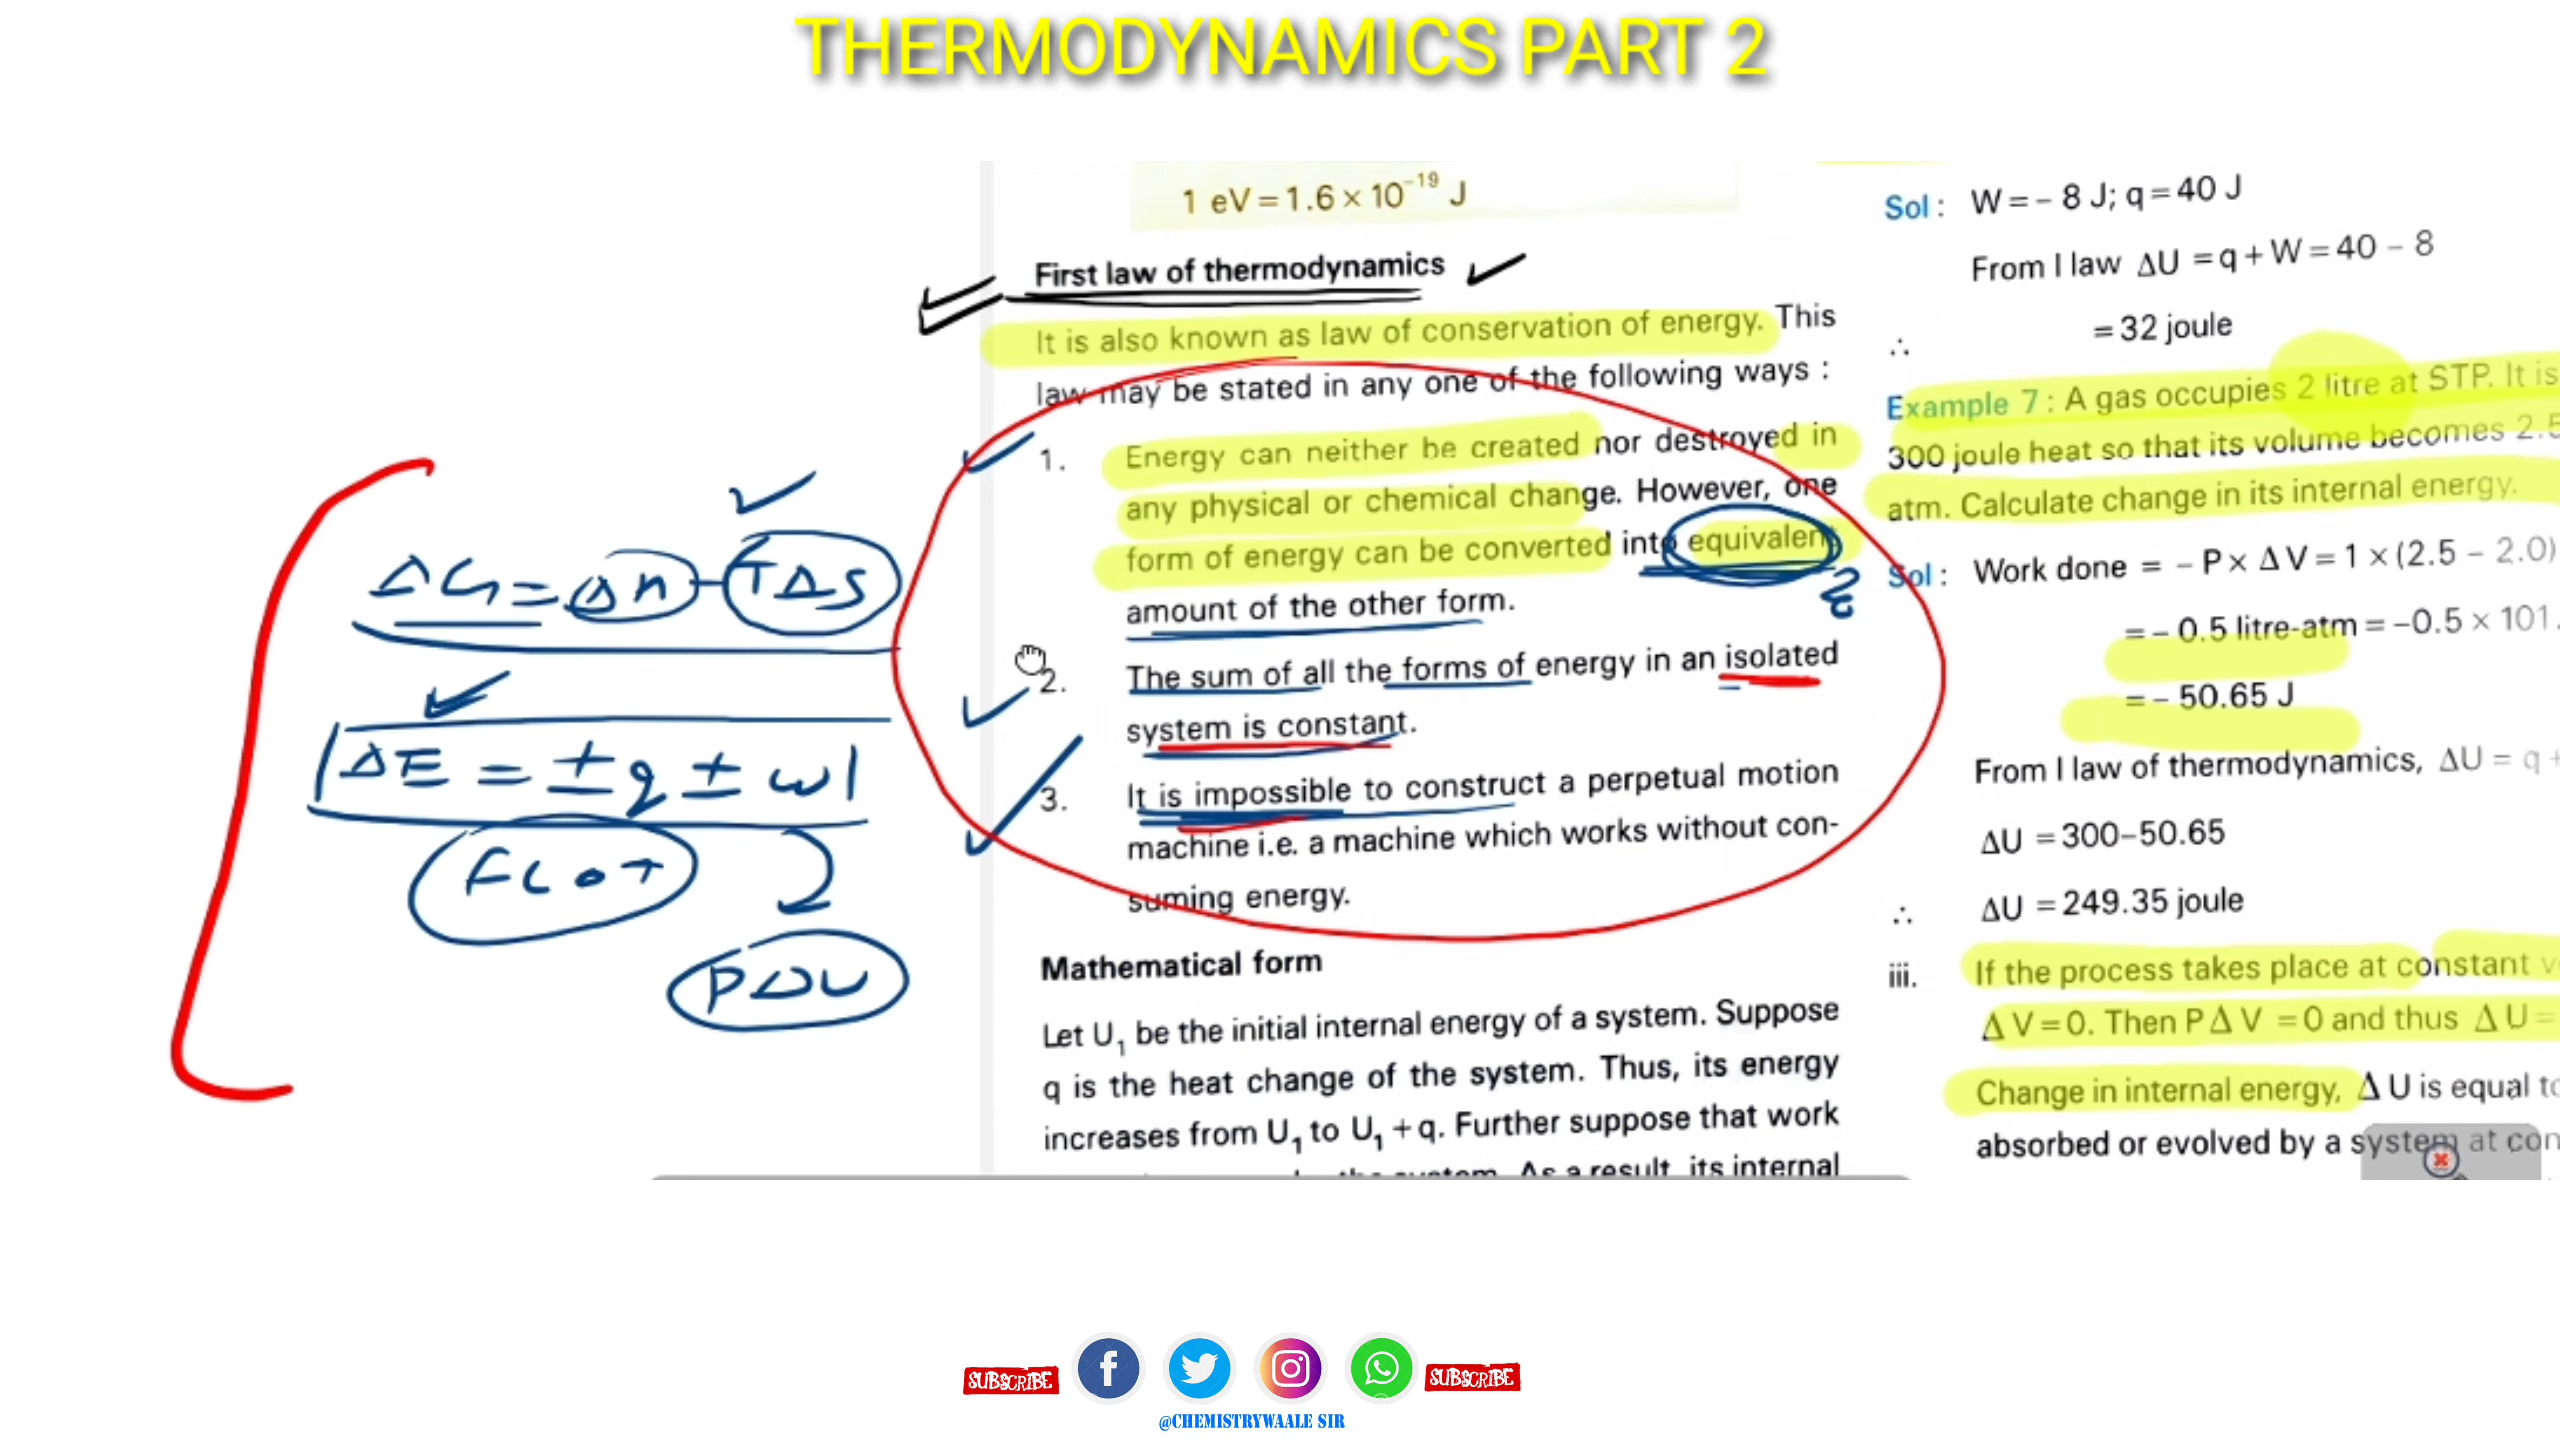 THERMODYNAMICS PART 2
ΔG = Δn - TΔS
ΔE = ± q ± w
PΔU
1 eV = 1.6 × 10⁻¹⁹ J
First law of thermodynamics
It is also known as law of conservation of energy. This
law may be stated in any one of the following ways :
1. Energy can neither be created nor destroyed in
any physical or chemical change. However, one
form of energy can be converted into equivalent
amount of the other form.
2. The sum of all the forms of energy in an isolated
system is constant.
3. It is impossible to construct a perpetual motion
machine i.e. a machine which works without con-
suming energy.
Mathematical form
Let U₁ be the initial internal energy of a system. Suppose
q is the heat change of the system. Thus, its energy
increases from U₁ to U₁ + q. Further suppose that work
the system. As a result, its internal
Sol : W = – 8 J; q = 40 J
From I law ΔU = q + W = 40 – 8
∴ = 32 joule
Example 7 : A gas occupies 2 litre at STP. It is
300 joule heat so that its volume becomes 2.5
atm. Calculate change in its internal energy.
Sol : Work done = – P × ΔV = 1 × (2.5 – 2.0)
= – 0.5 litre-atm = –0.5 × 101.
= – 50.65 J
From I law of thermodynamics, ΔU = q +
ΔU = 300–50.65
∴ ΔU = 249.35 joule
iii. If the process takes place at constant
ΔV = 0. Then PΔV = 0 and thus ΔU =
Change in internal energy, ΔU is equal to
absorbed or evolved by a system at con
SUBSCRIBE SUBSCRIBE
@CHEMISTRYWAALE SIR